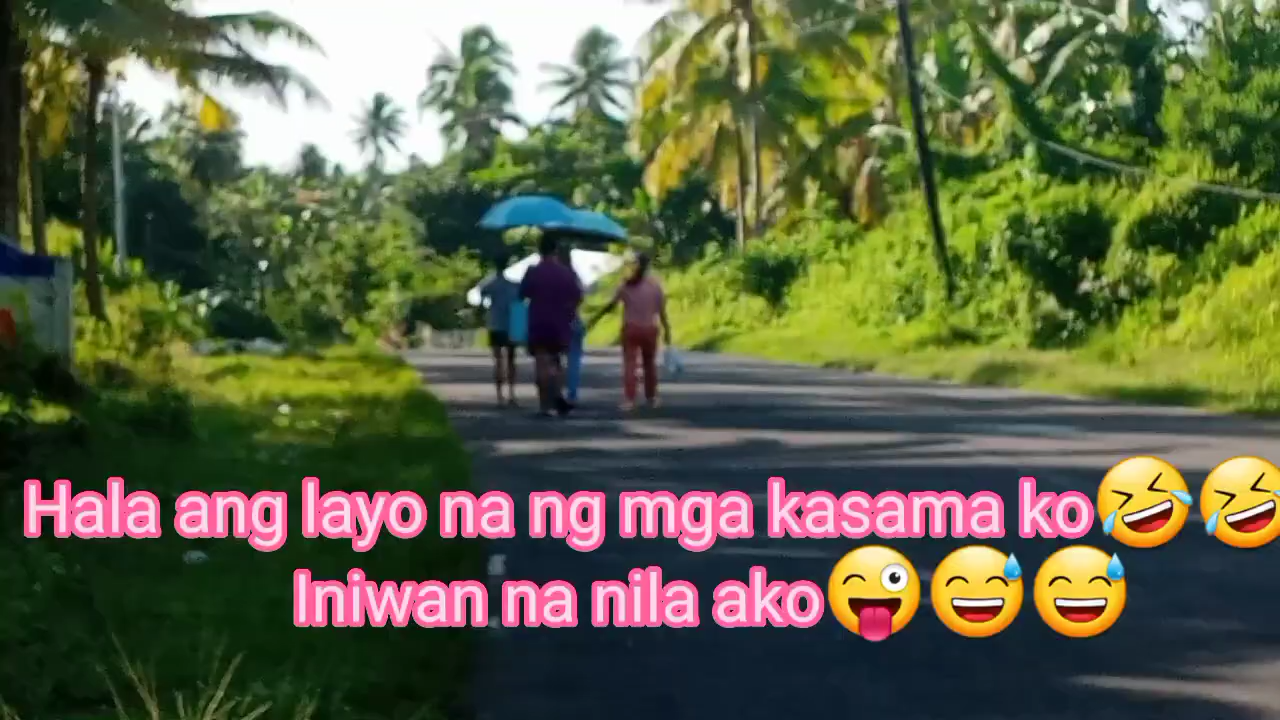 Hala ang layo na ng mga kasama ko🤣🤣
Iniwan na nila ako😜😅😅